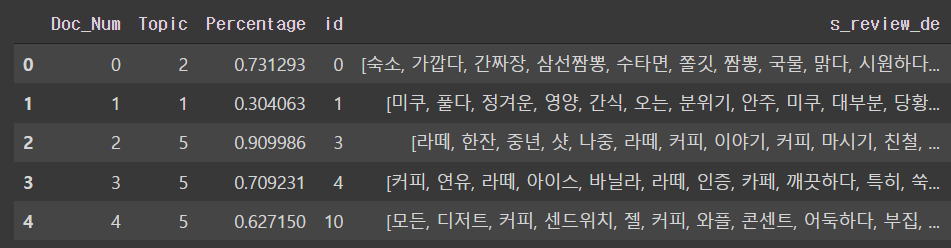 Doc_Num Topic Percentage id s_review_de
0 0 2 0.731293 0 [숙소, 가깝다, 간짜장, 삼선짬뽕, 수타면, 쫄깃, 짬뽕, 국물, 맑다, 시원하다...
1 1 1 0.304063 1 [미쿠, 풀다, 정겨운, 영양, 간식, 오는, 분위기, 안주, 미쿠, 대부분, 당황...
2 2 5 0.909986 3 [라떼, 한잔, 중년, 샷, 나중, 라떼, 커피, 이야기, 커피, 마시기, 친철, ...
3 3 5 0.709231 4 [커피, 연유, 라떼, 아이스, 바닐라, 라떼, 인증, 카페, 깨끗하다, 특히, 쑥...
4 4 5 0.627150 10 [모든, 디저트, 커피, 센드위치, 젤, 커피, 와플, 콘센트, 어둑하다, 부집, ...